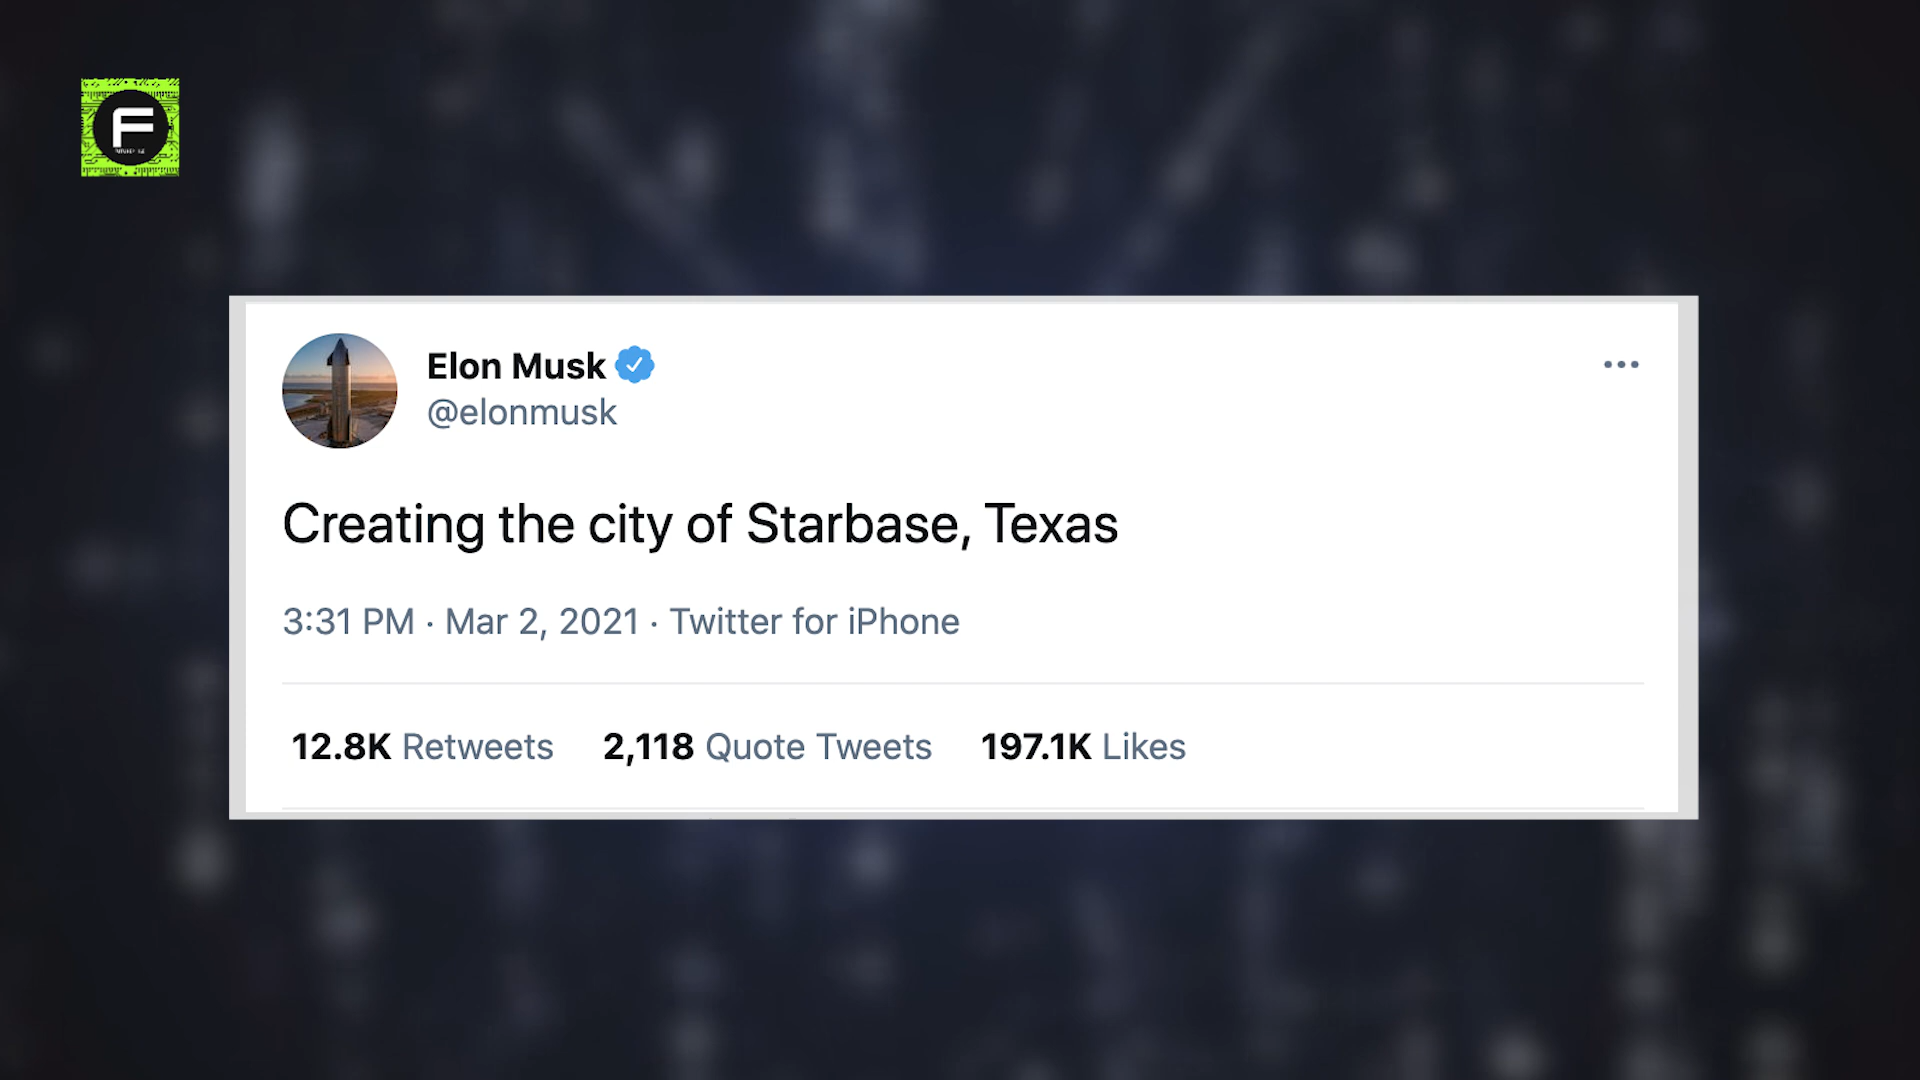 F
Elon Musk
@elonmusk
Creating the city of Starbase, Texas
3:31 PM · Mar 2, 2021 · Twitter for iPhone
12.8K Retweets 2,118 Quote Tweets 197.1K Likes